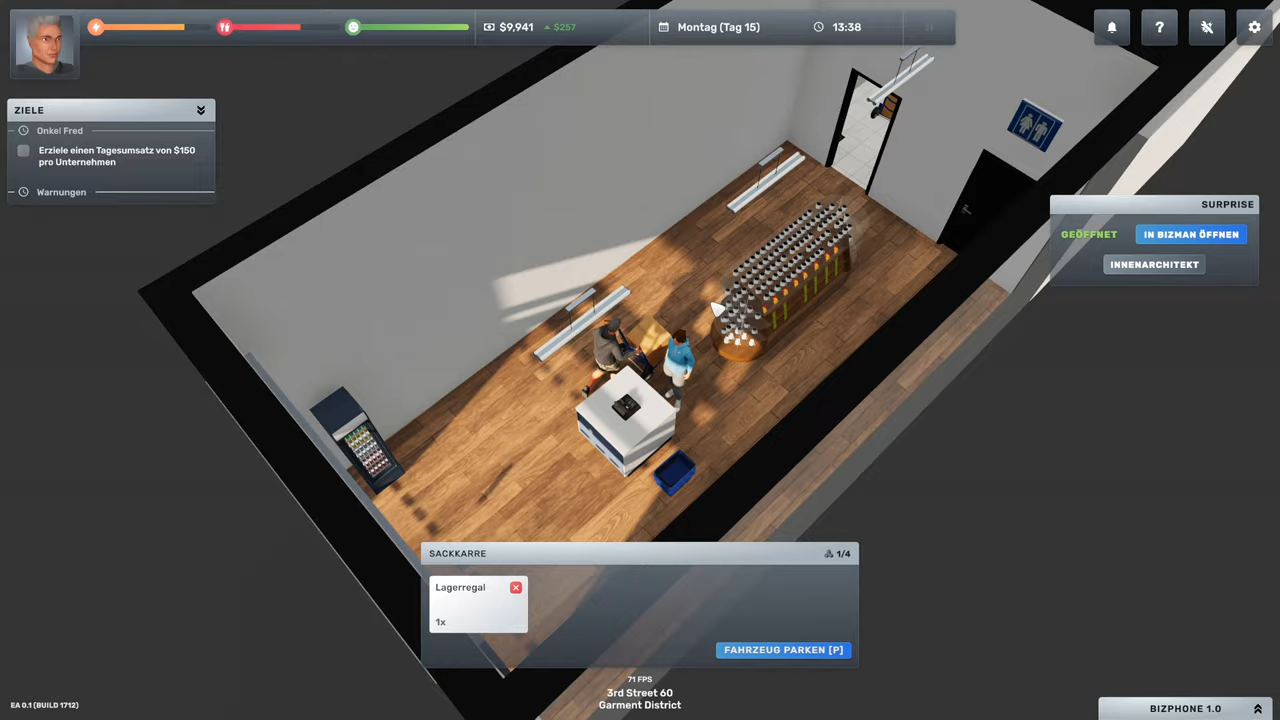 $9,941
$257
Montag (Tag 15)
13:38
?
ZIELE
Onkel Fred
Erziele einen Tagesumsatz von $150
pro Unternehmen
Warnungen
SURPRISE
GEÖFFNET
IN BIZMAN ÖFFNEN
INNENARCHITEKT
SACKKARRE
1/4
Lagerregal
1x
FAHRZEUG PARKEN [P]
71 FPS
3rd Street 60
Garment District
EA 0.1 (BUILD 1712)
BIZPHONE 1.0